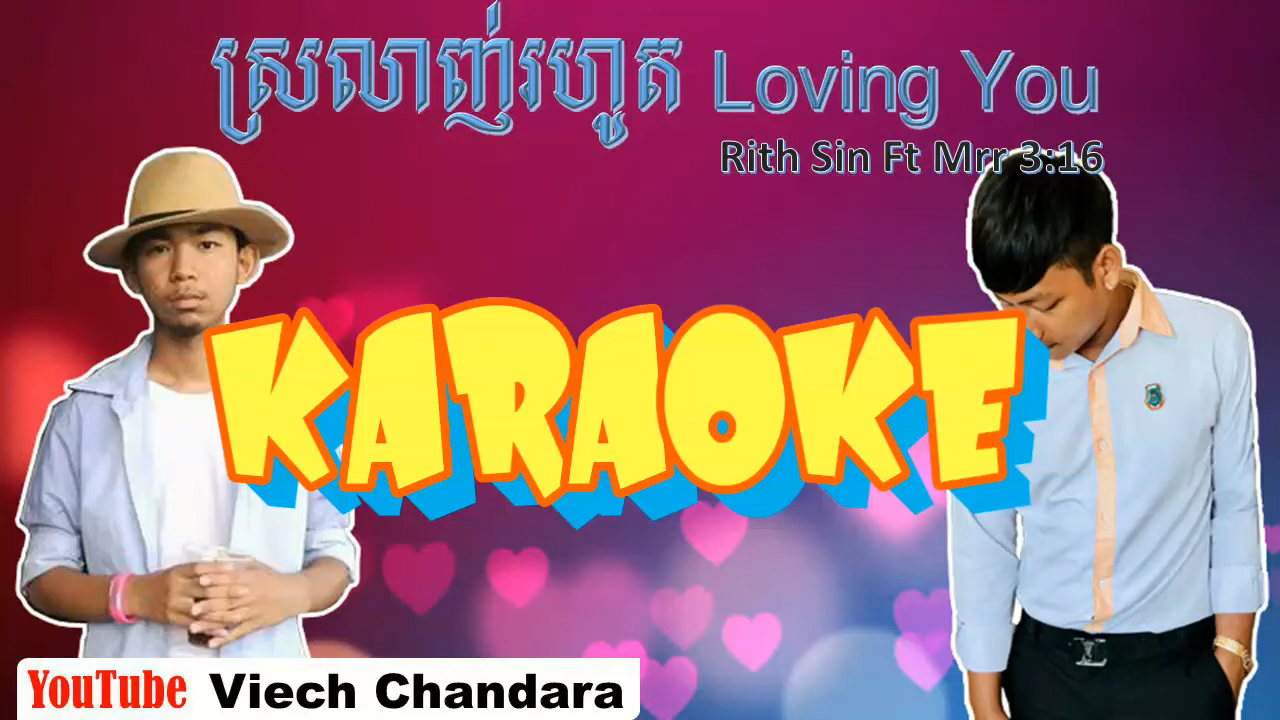 ស្រលាញ់រហូត Loving You
Rith Sin Ft Mrr 3:16
KARAOKE
YouTube Viech Chandara